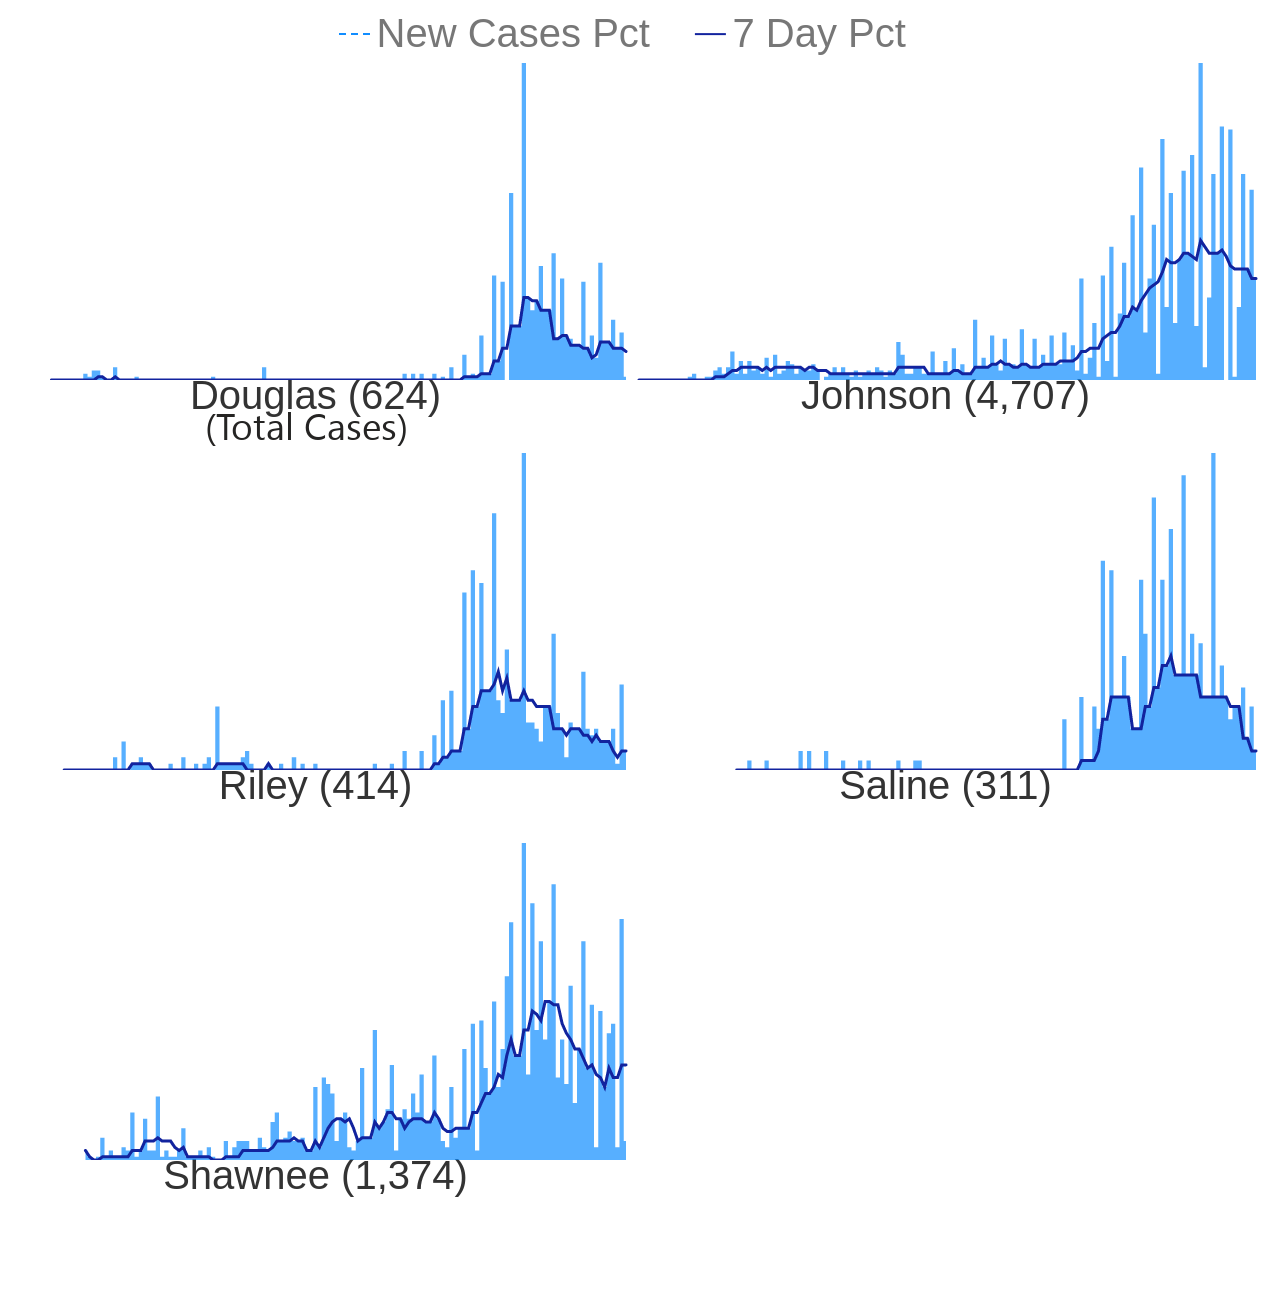 New Cases Pct 7 Day Pct
Douglas (624) Johnson (4,707)
(Total Cases)
Riley (414) Saline (311)
Shawnee (1,374)